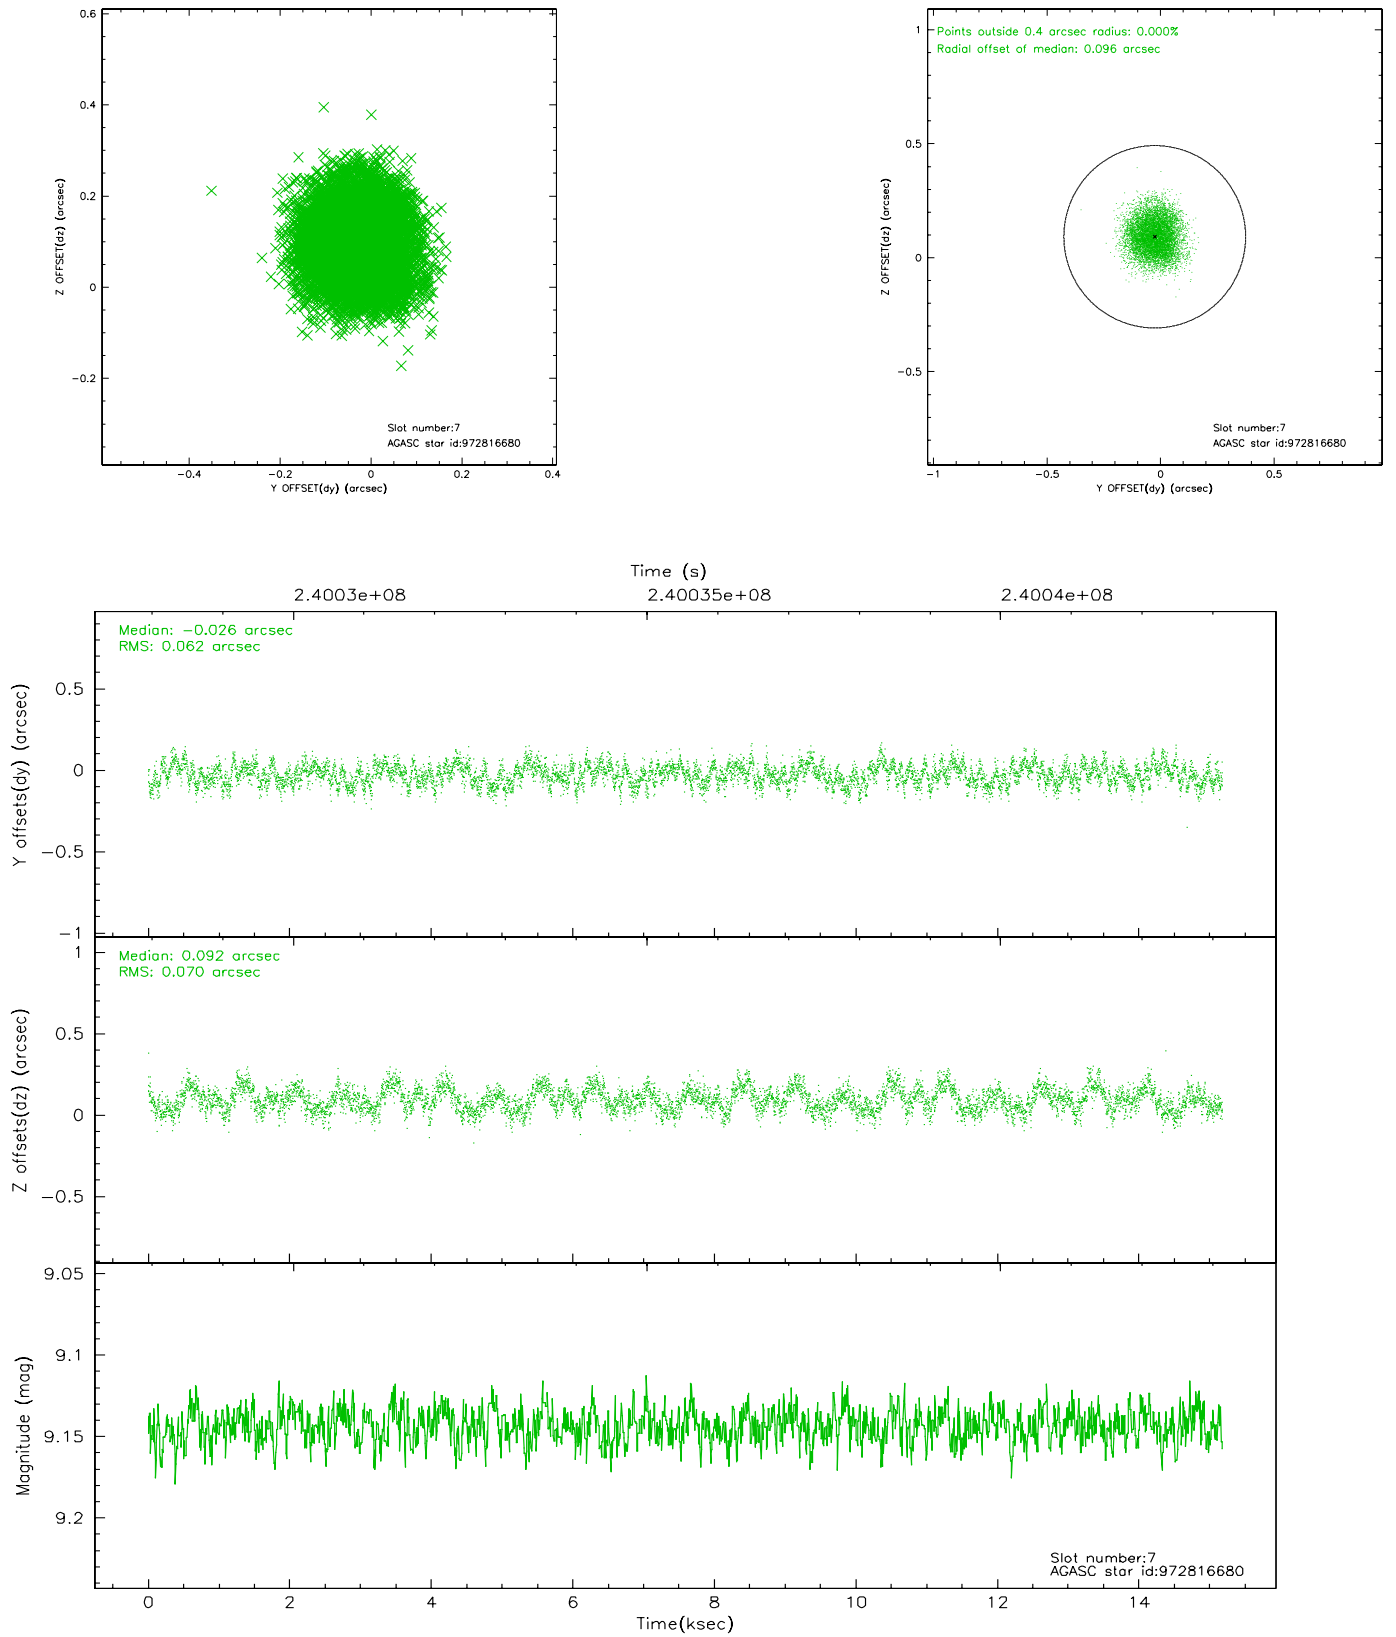 0.6
0.4
0.2
0
−0.2
Z OFFSET(dz) (arcsec)
Slot number:7
AGASC star id:972816680
−0.4 −0.2 0 0.2 0.4
Y OFFSET(dy) (arcsec)
Points outside 0.4 arcsec radius: 0.000%
Radial offset of median: 0.096 arcsec
1
0.5
0
−0.5
Z OFFSET(dz) (arcsec)
Slot number:7
AGASC star id:972816680
−1 −0.5 0 0.5
Y OFFSET(dy) (arcsec)
Time (s)
2.4003e+08 2.40035e+08 2.4004e+08
Median: −0.026 arcsec
RMS: 0.062 arcsec
0.5
0
−0.5
−1
Y offsets(dy) (arcsec)
Median: 0.092 arcsec
RMS: 0.070 arcsec
1
0.5
0
−0.5
Z offsets(dz) (arcsec)
9.05
9.1
9.15
9.2
Magnitude (mag)
Slot number:7
AGASC star id:972816680
0 2 4 6 8 10 12 14
Time(ksec)